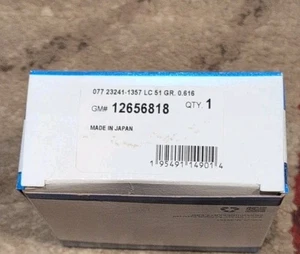 077 23241-1357 LC 51 GR. 0.616
GM# 12656818 QTY 1
MADE IN JAPAN
1 95491 14901 4